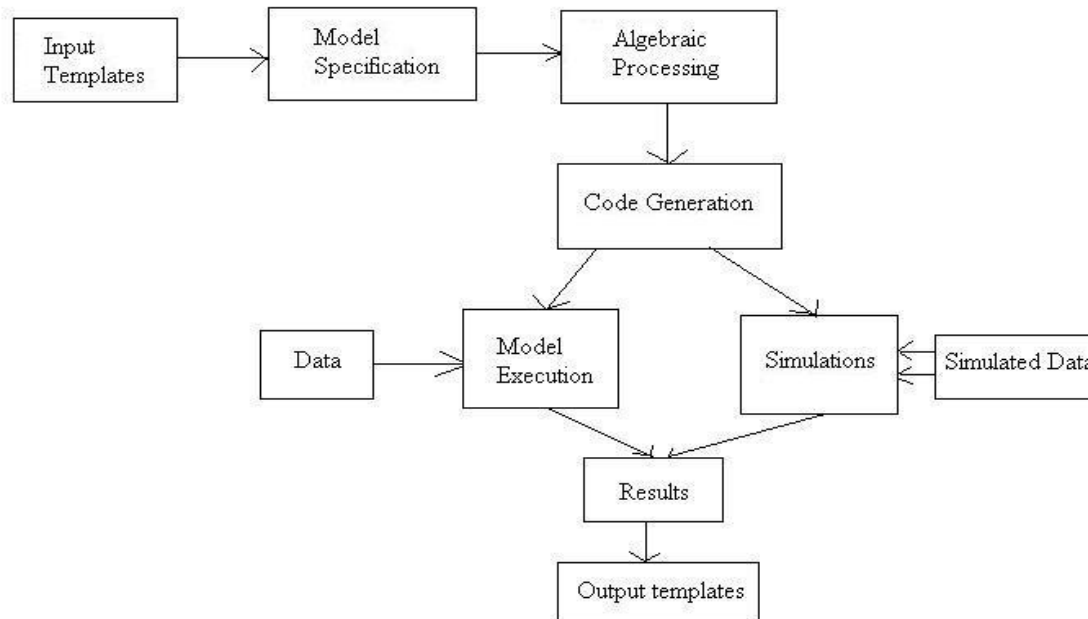 Input
Templates
Model
Specification
Algebraic
Processing
Code Generation
Data
Model
Execution
Simulations
Simulated Data
Results
Output templates